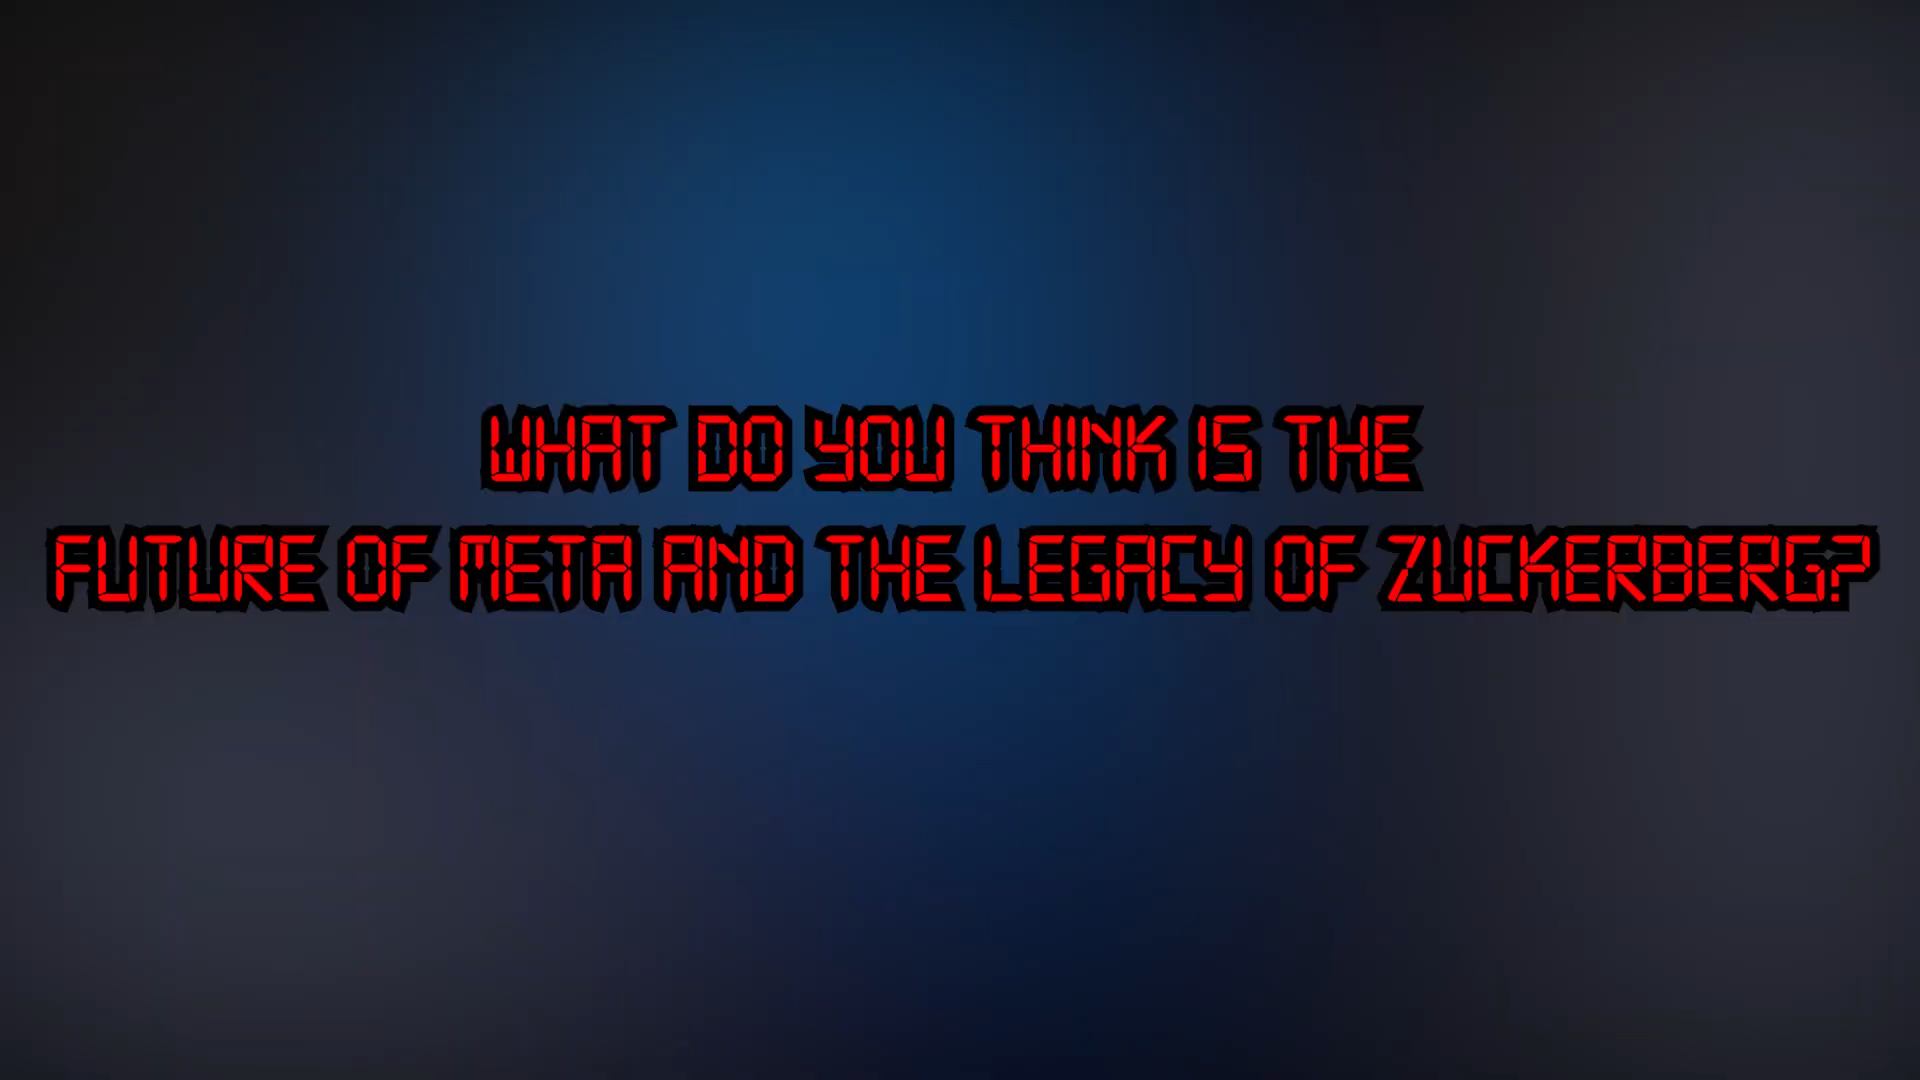 WHAT DO YOU THINK IS THE
FUTURE OF META AND THE LEGACY OF ZUCKERBERG?